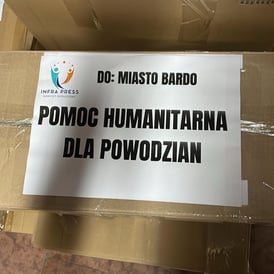 DO: MIASTO BARDO
INFRA PRESS
POMOC HUMANITARNA
DLA POWODZIAN